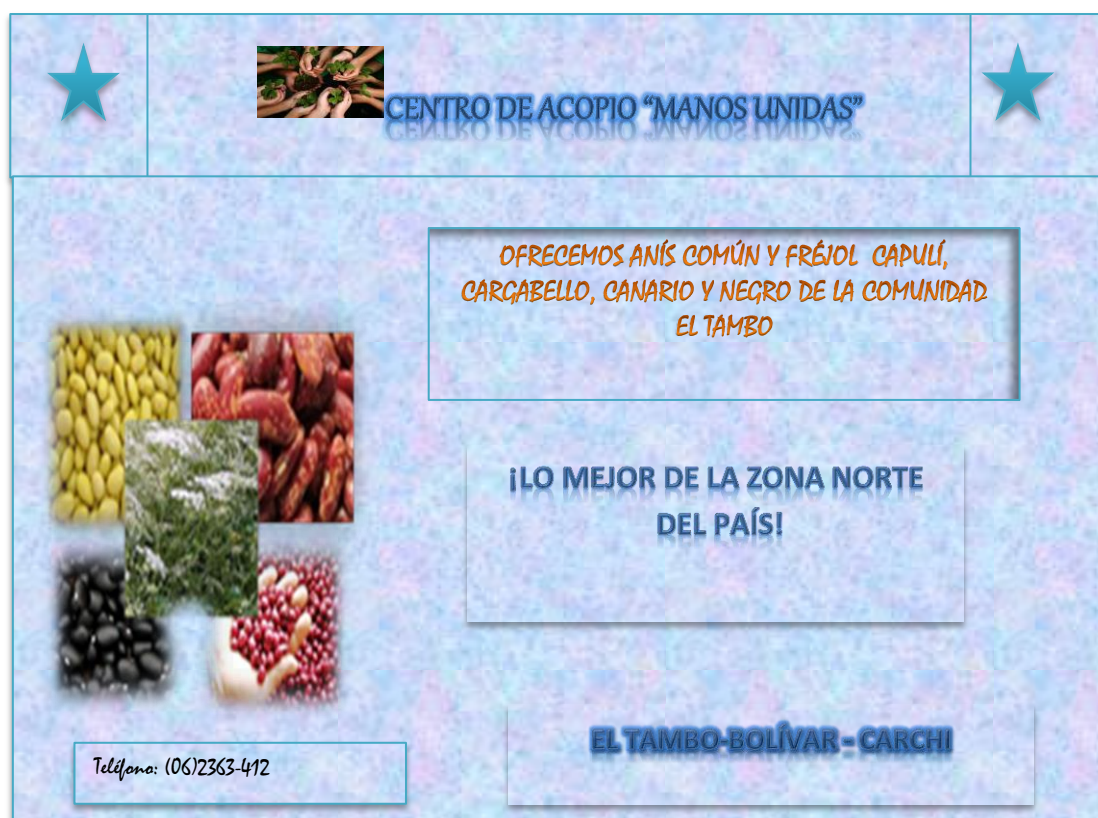 CENTRO DE ACOPIO “MANOS UNIDAS”
OFRECEMOS ANÍS COMÚN Y FRÉJOL CAPULÍ,
CARGABELLO, CANARIO Y NEGRO DE LA COMUNIDAD
EL TAMBO
¡LO MEJOR DE LA ZONA NORTE
DEL PAÍS!
EL TAMBO-BOLÍVAR - CARCHI
Teléfono: (06)2363-412